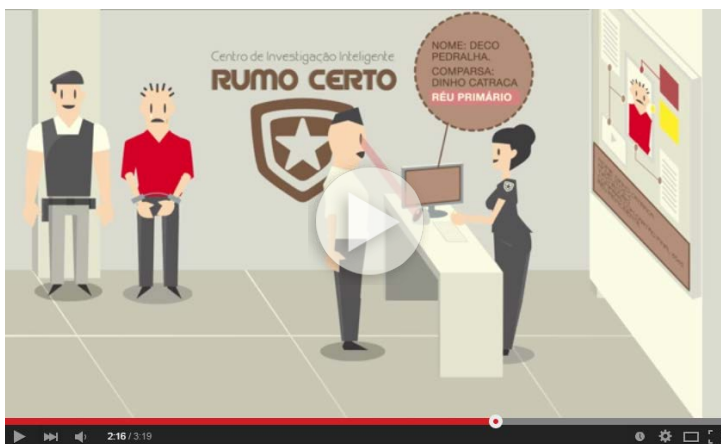 Centro de Investigação Inteligente
RUMO CERTO
NOME: DECO
PEDRALHA.
COMPARSA:
DINHO CATRACA
RÉU PRIMÁRIO
2:16 / 3:19